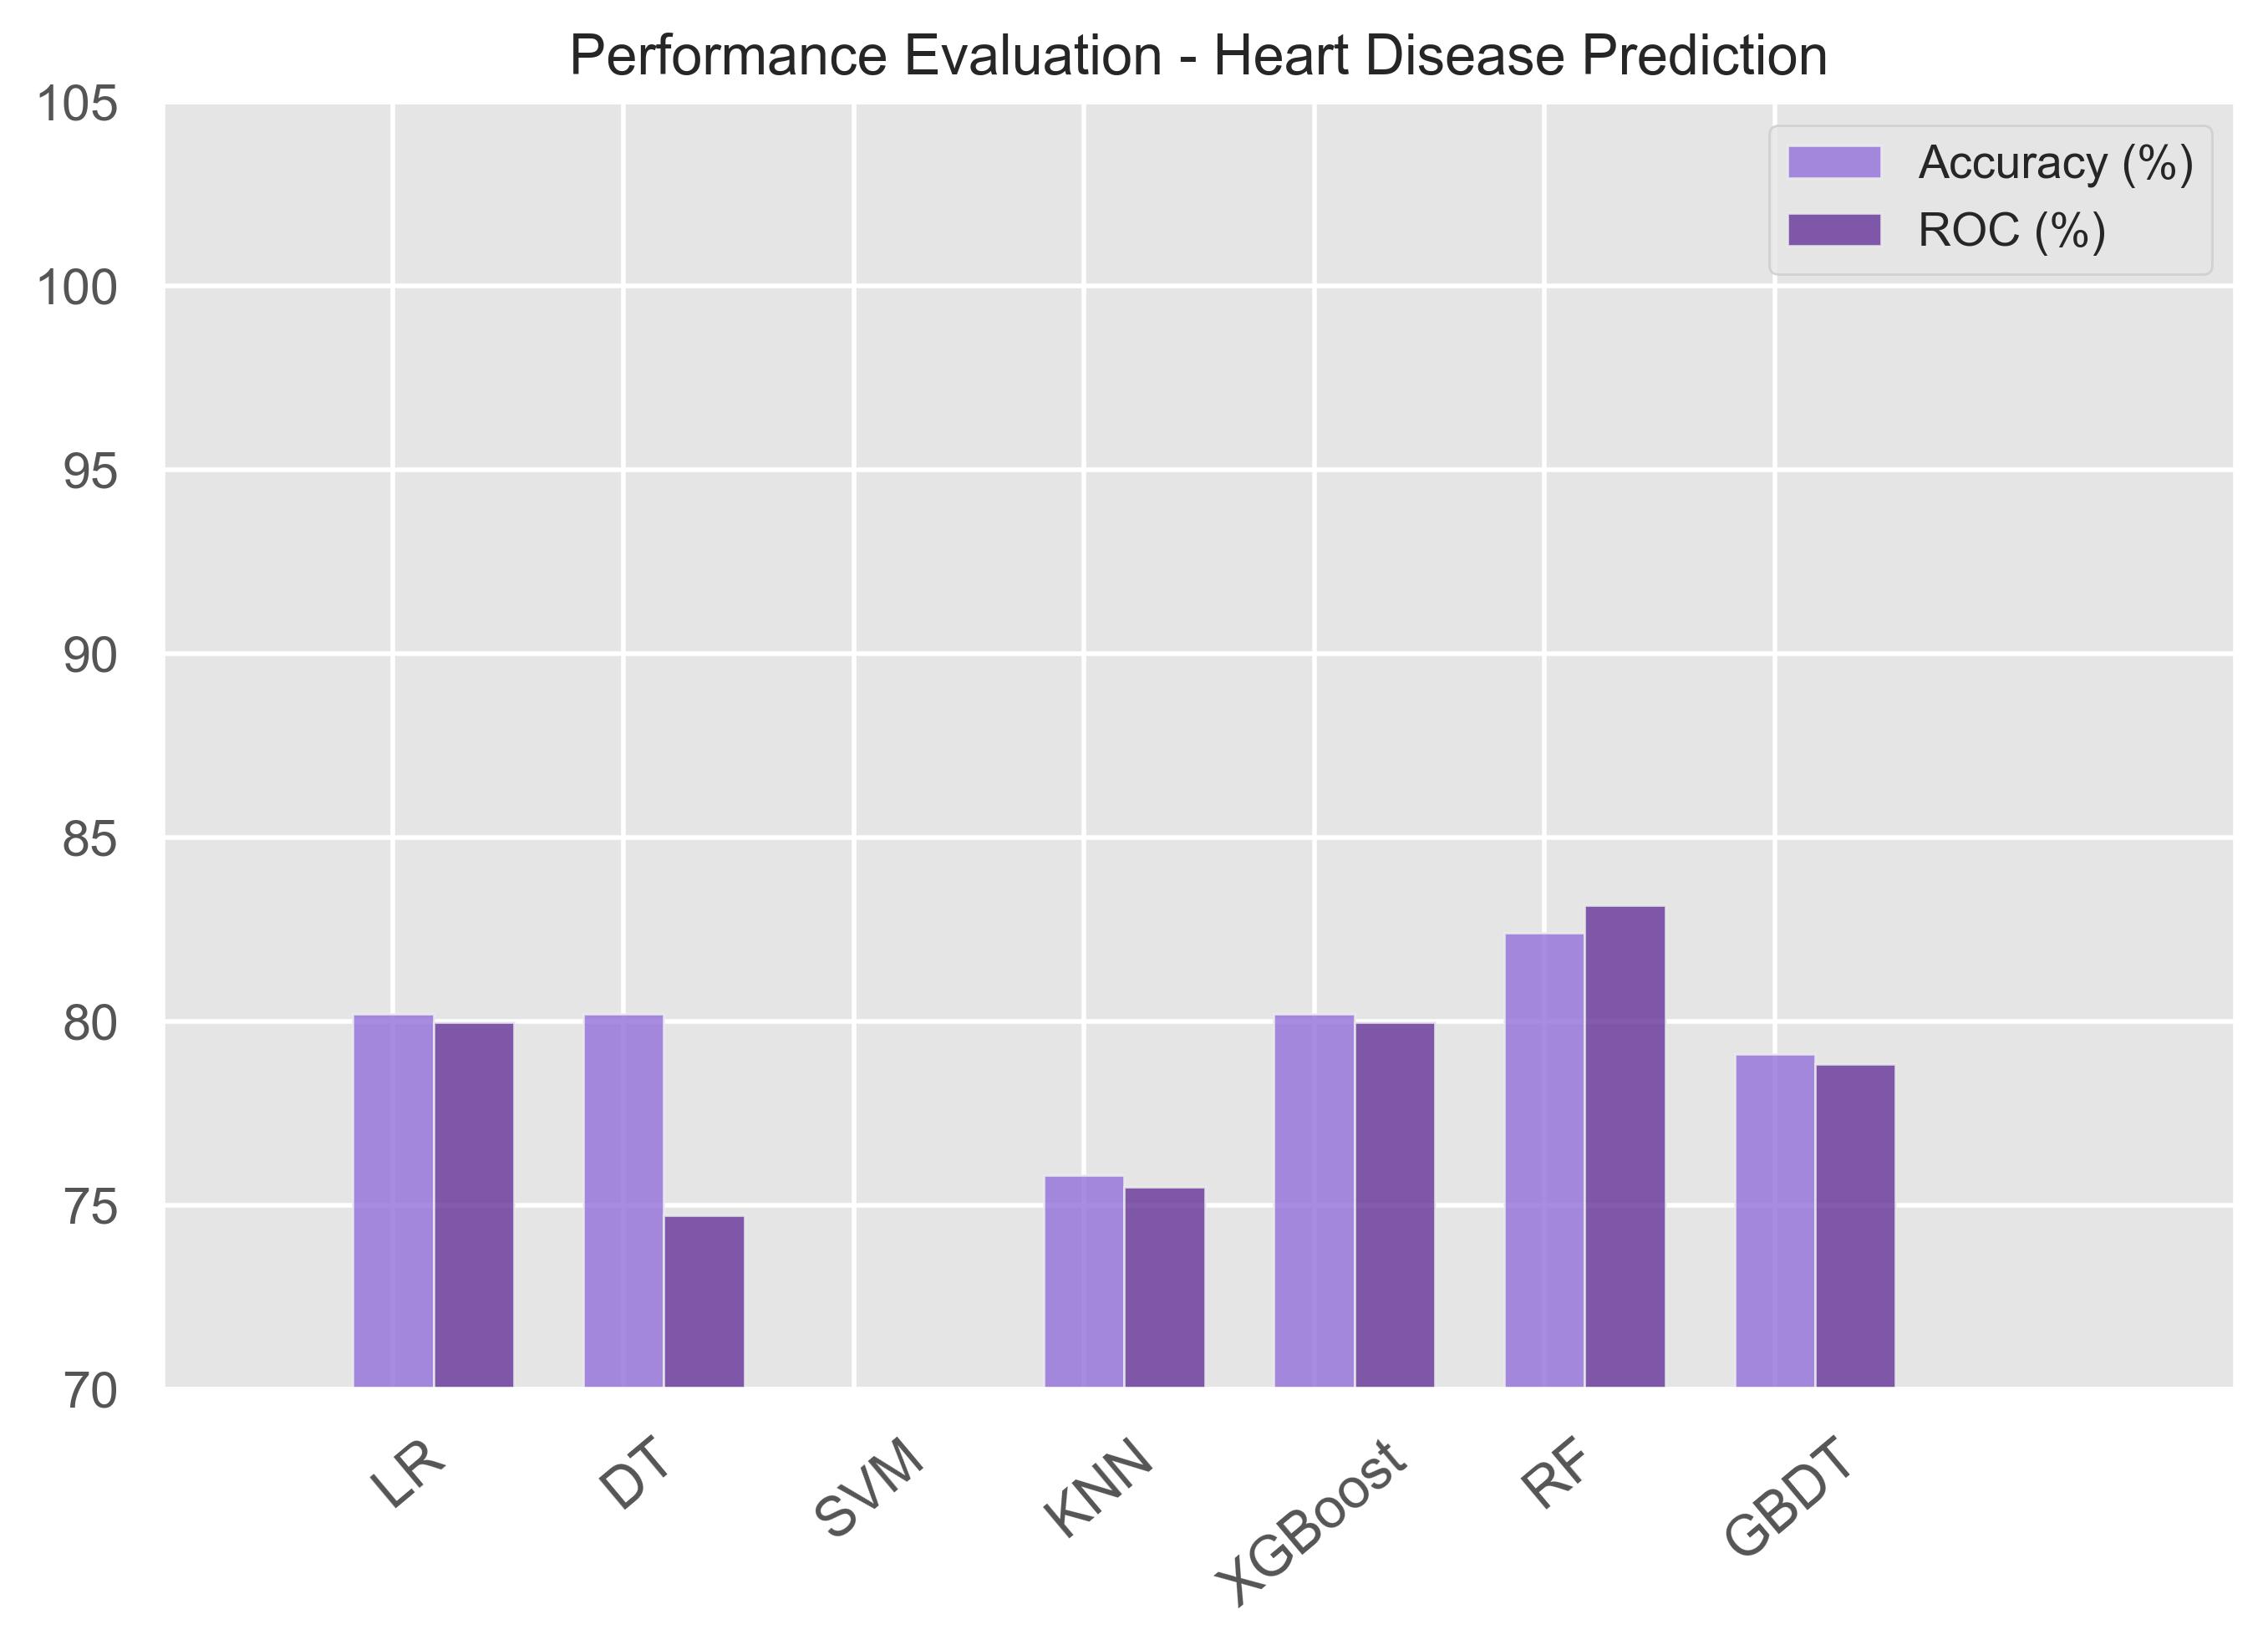 Performance Evaluation - Heart Disease Prediction
105
100
95
90
85
80
75
70
Accuracy (%)
ROC (%)
LR
DT
SVM
KNN
XGBoost
RF
GBDT